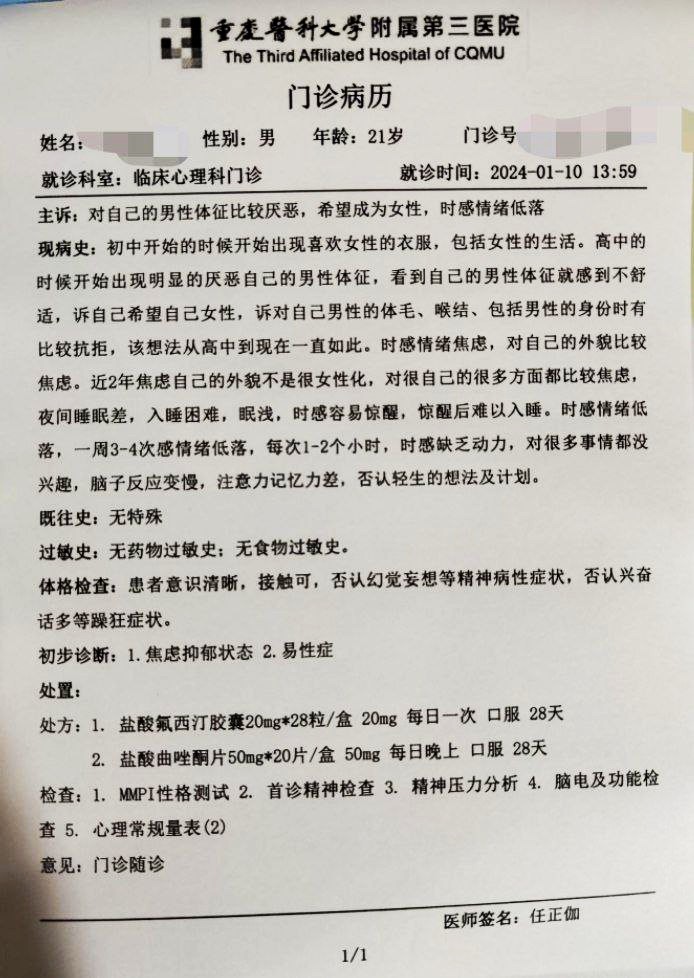 重庆医科大学附属第三医院
The Third Affiliated Hospital of CQMU
门诊病历
姓名： 性别：男 年龄：21岁 门诊号
就诊科室：临床心理科门诊 就诊时间：2024-01-10 13:59
主诉：对自己的男性体征比较厌恶，希望成为女性，时感情绪低落
现病史：初中开始的时候开始出现喜欢女性的衣服，包括女性的生活。高中的
时候开始出现明显的厌恶自己的男性体征，看到自己的男性体征就感到不舒
适，诉自己希望自己女性，诉对自己男性的体毛、喉结、包括男性的身份时有
比较抗拒，该想法从高中到现在一直如此。时感情绪焦虑，对自己的外貌比较
焦虑。近2年焦虑自己的外貌不是很女性化，对很自己的很多方面都比较焦虑，
夜间睡眠差，入睡困难，眠浅，时感容易惊醒，惊醒后难以入睡。时感情绪低
落，一周3-4次感情绪低落，每次1-2个小时，时感缺乏动力，对很多事情都没
兴趣，脑子反应变慢，注意力记忆力差，否认轻生的想法及计划。
既往史：无特殊
过敏史：无药物过敏史；无食物过敏史。
体格检查：患者意识清晰，接触可，否认幻觉妄想等精神病性症状，否认兴奋
话多等躁狂症状。
初步诊断：1.焦虑抑郁状态 2.易性症
处置：
处方：1. 盐酸氟西汀胶囊20mg*28粒/盒 20mg 每日一次 口服 28天
2. 盐酸曲唑酮片50mg*20片/盒 50mg 每日晚上 口服 28天
检查：1. MMPI性格测试 2. 首诊精神检查 3. 精神压力分析 4. 脑电及功能检
查 5. 心理常规量表(2)
意见：门诊随诊
医师签名：任正伽
1/1